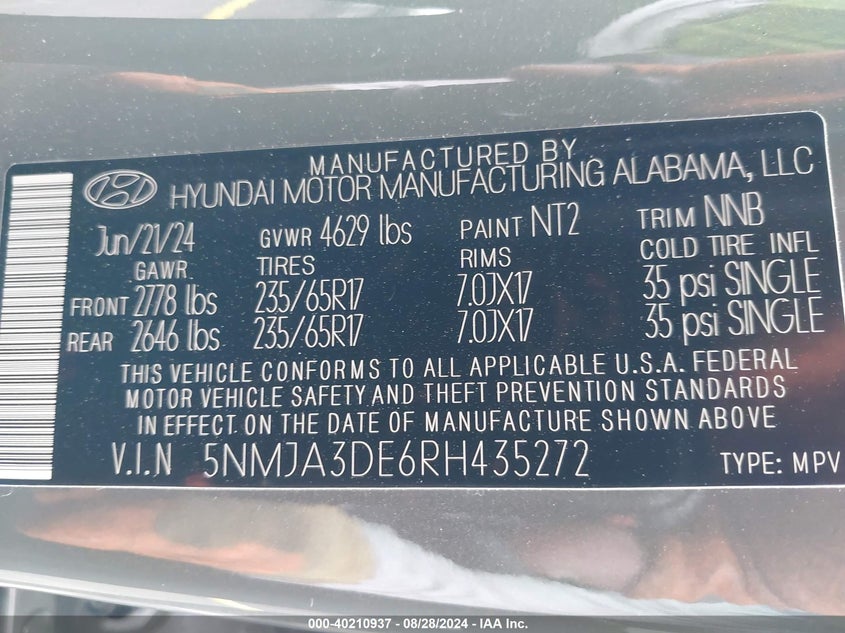 MANUFACTURED BY
HYUNDAI MOTOR MANUFACTURING ALABAMA, LLC
Jun/21/24 GVWR 4629 lbs PAINT NT2 TRIM NNB
GAWR TIRES RIMS COLD TIRE INFL
FRONT 2778 lbs 235/65R17 7.0JX17 35 psi SINGLE
REAR 2646 lbs 235/65R17 7.0JX17 35 psi SINGLE
THIS VEHICLE CONFORMS TO ALL APPLICABLE U.S.A. FEDERAL
MOTOR VEHICLE SAFETY AND THEFT PREVENTION STANDARDS
IN EFFECT ON THE DATE OF MANUFACTURE SHOWN ABOVE
V.I.N 5NMJA3DE6RH435272 TYPE: MPV
000-40210937 - 08/28/2024 - IAA Inc.